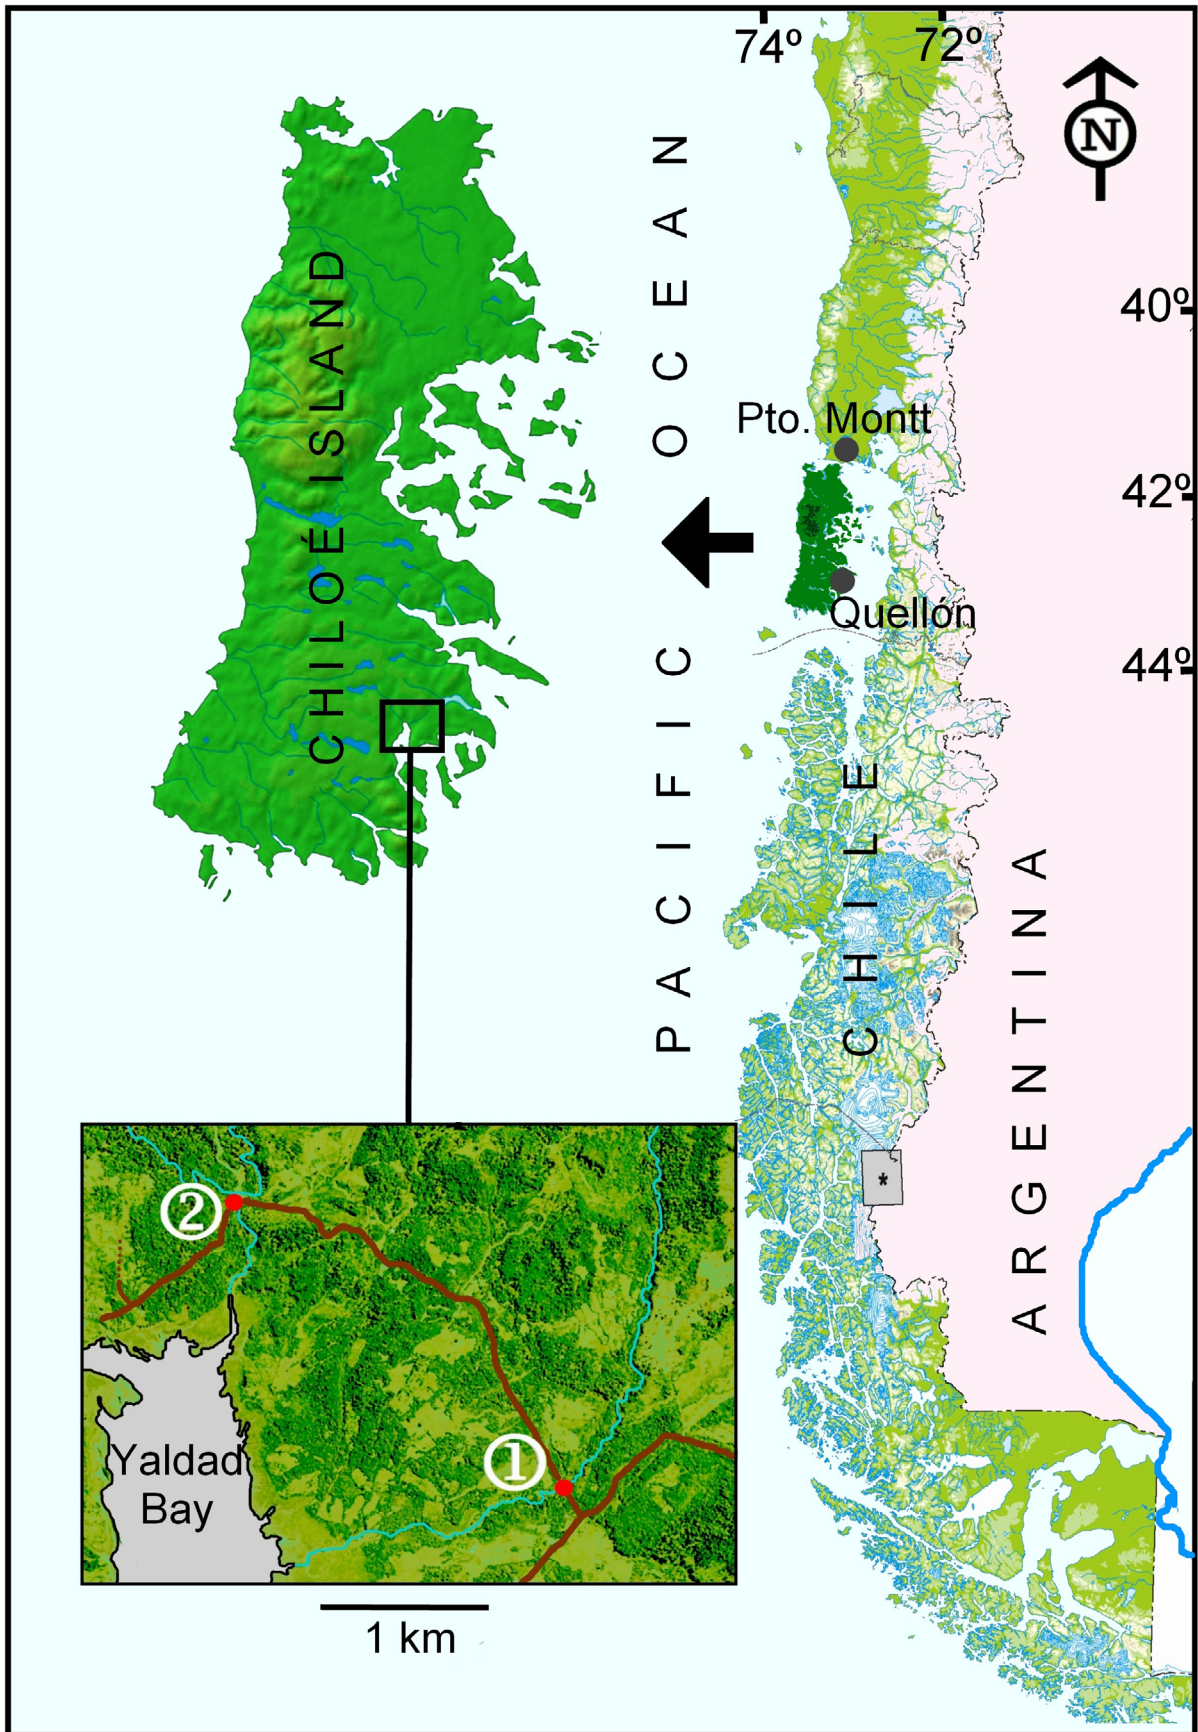 74º 72º
N
40º
42º
44º
Pto. Montt
Quellón
CHILOÉ ISLAND
PACIFIC OCEAN
CHILE
ARGENTINA
*
2
1
Yaldad
Bay
1 km